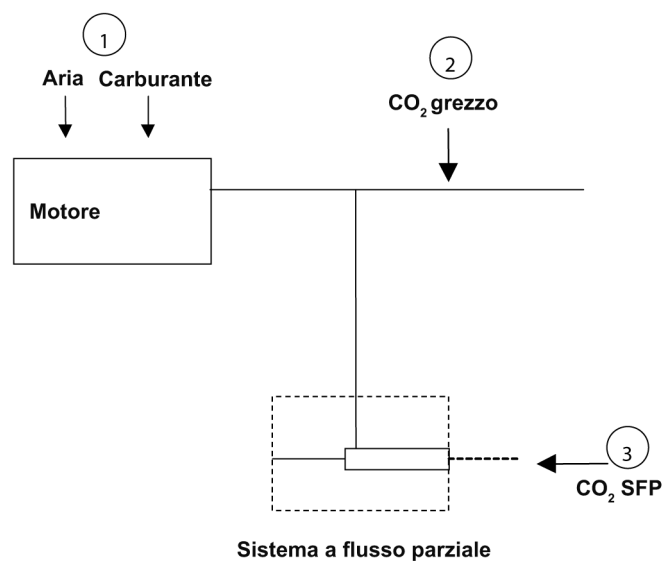 1
Aria Carburante
2
CO2 grezzo
Motore
3
CO2 SFP
Sistema a flusso parziale